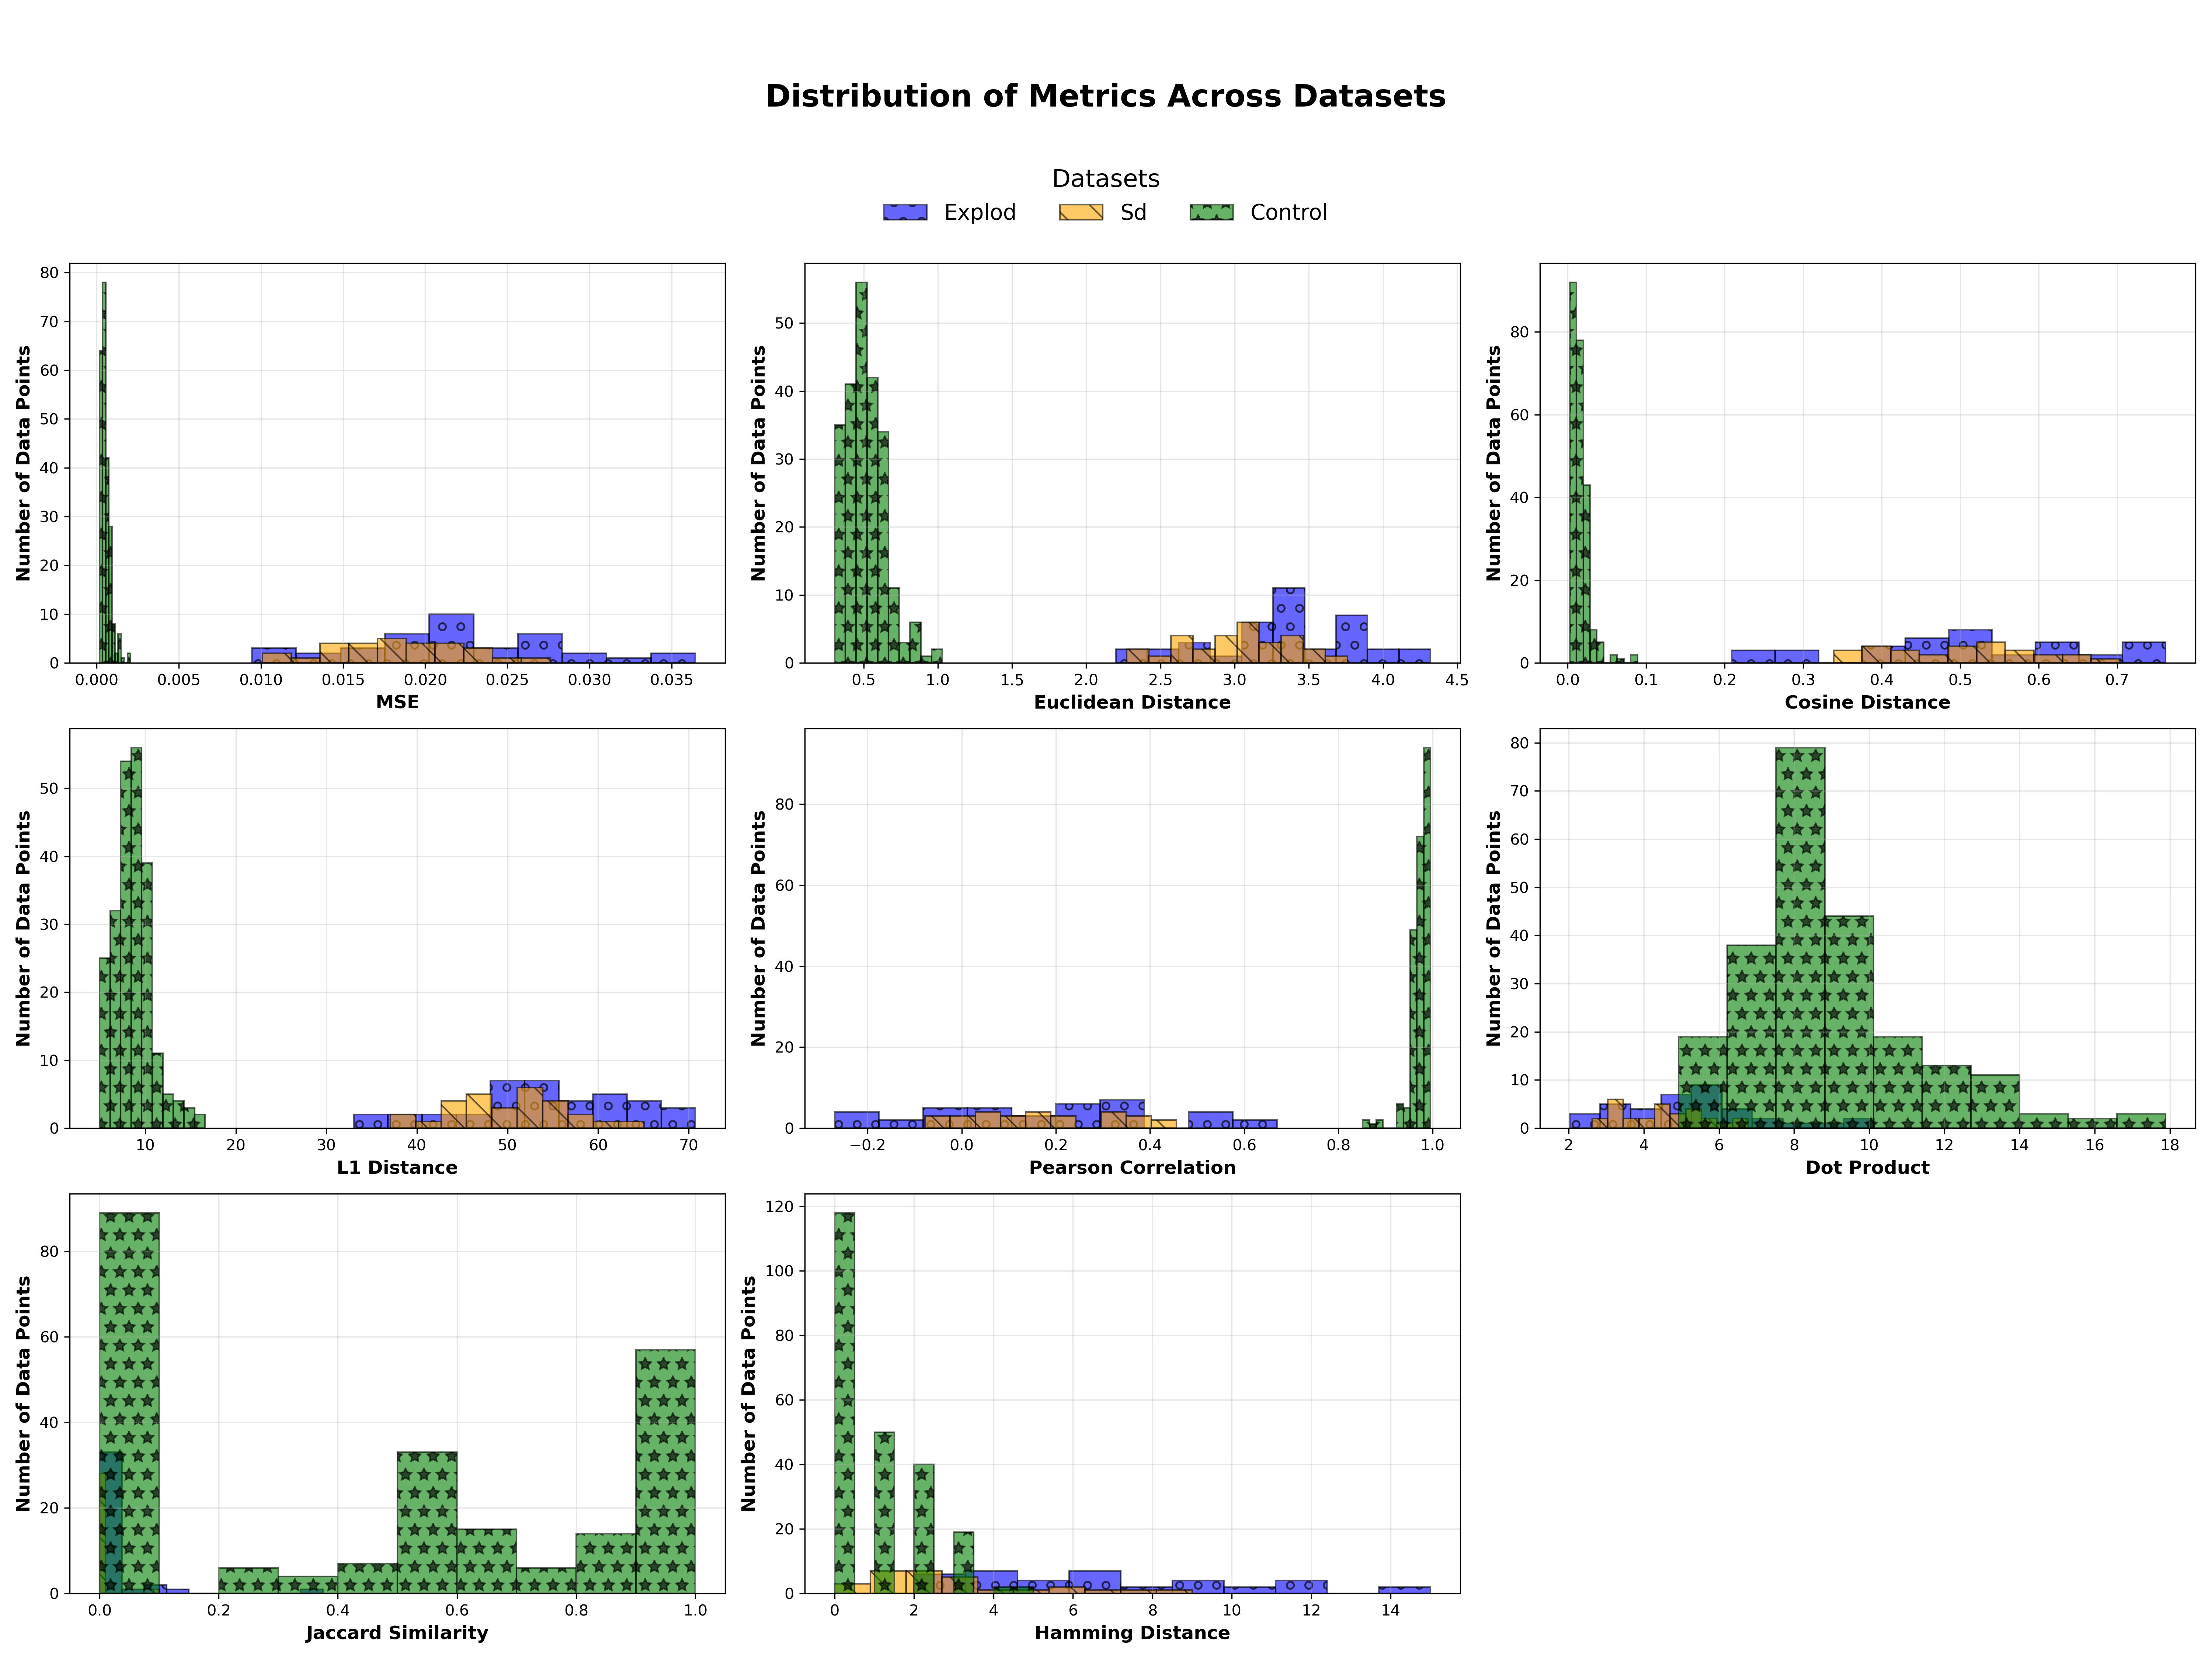 Distribution of Metrics Across Datasets
Datasets
Explod Sd Control
80
70
60
50
40
30
20
10
0
Number of Data Points
0.000 0.005 0.010 0.015 0.020 0.025 0.030 0.035
MSE
50
40
30
20
10
0
Number of Data Points
0.5 1.0 1.5 2.0 2.5 3.0 3.5 4.0 4.5
Euclidean Distance
80
60
40
20
0
Number of Data Points
0.0 0.1 0.2 0.3 0.4 0.5 0.6 0.7
Cosine Distance
50
40
30
20
10
0
Number of Data Points
10 20 30 40 50 60 70
L1 Distance
80
60
40
20
0
Number of Data Points
−0.2 0.0 0.2 0.4 0.6 0.8 1.0
Pearson Correlation
80
70
60
50
40
30
20
10
0
Number of Data Points
2 4 6 8 10 12 14 16 18
Dot Product
80
60
40
20
0
Number of Data Points
0.0 0.2 0.4 0.6 0.8 1.0
Jaccard Similarity
120
100
80
60
40
20
0
Number of Data Points
0 2 4 6 8 10 12 14
Hamming Distance